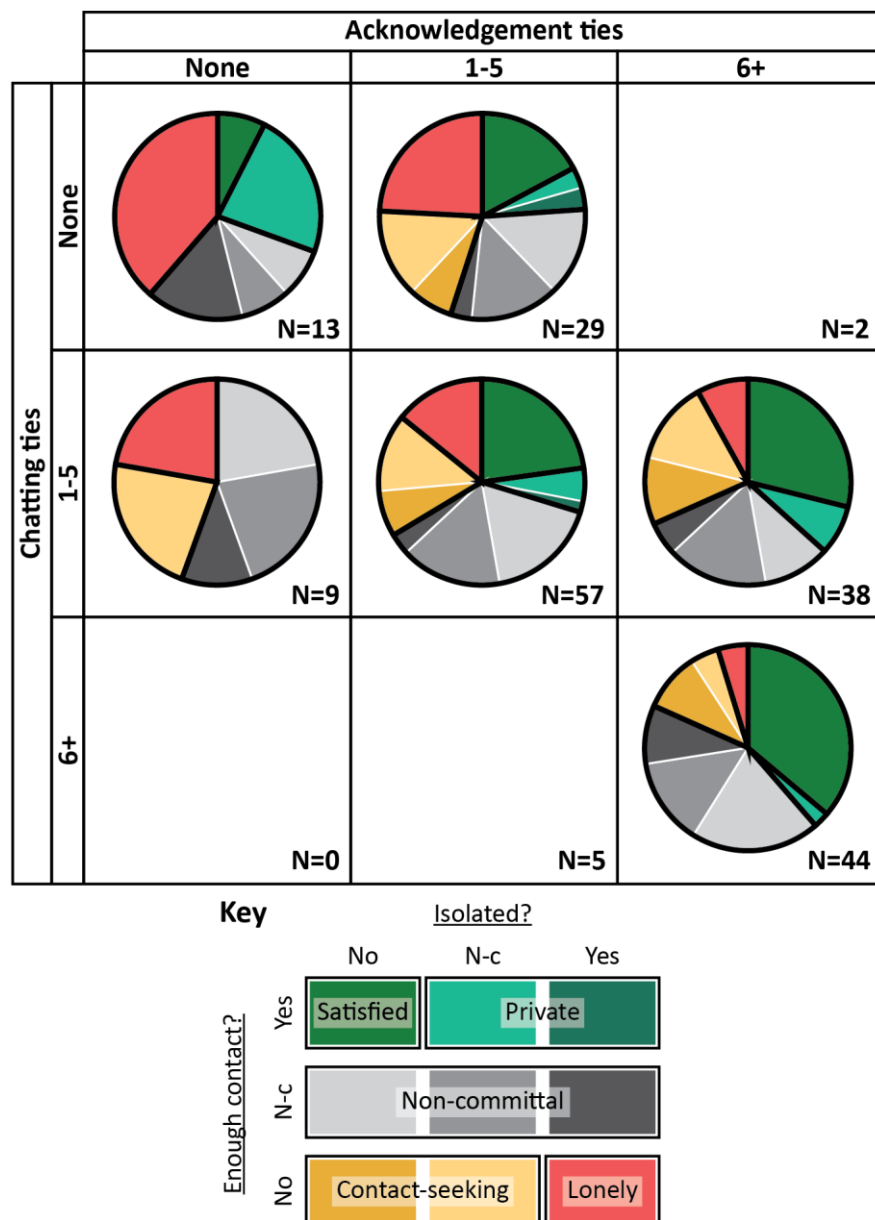 Acknowledgement ties
None 1-5 6+
Chatting ties
None
N=13 N=29 N=2
1-5
N=9 N=57 N=38
6+
N=0 N=5 N=44
Key
Isolated?
No N-c Yes
Enough contact?
Yes
Satisfied Private
N-c
Non-committal
No
Contact-seeking Lonely